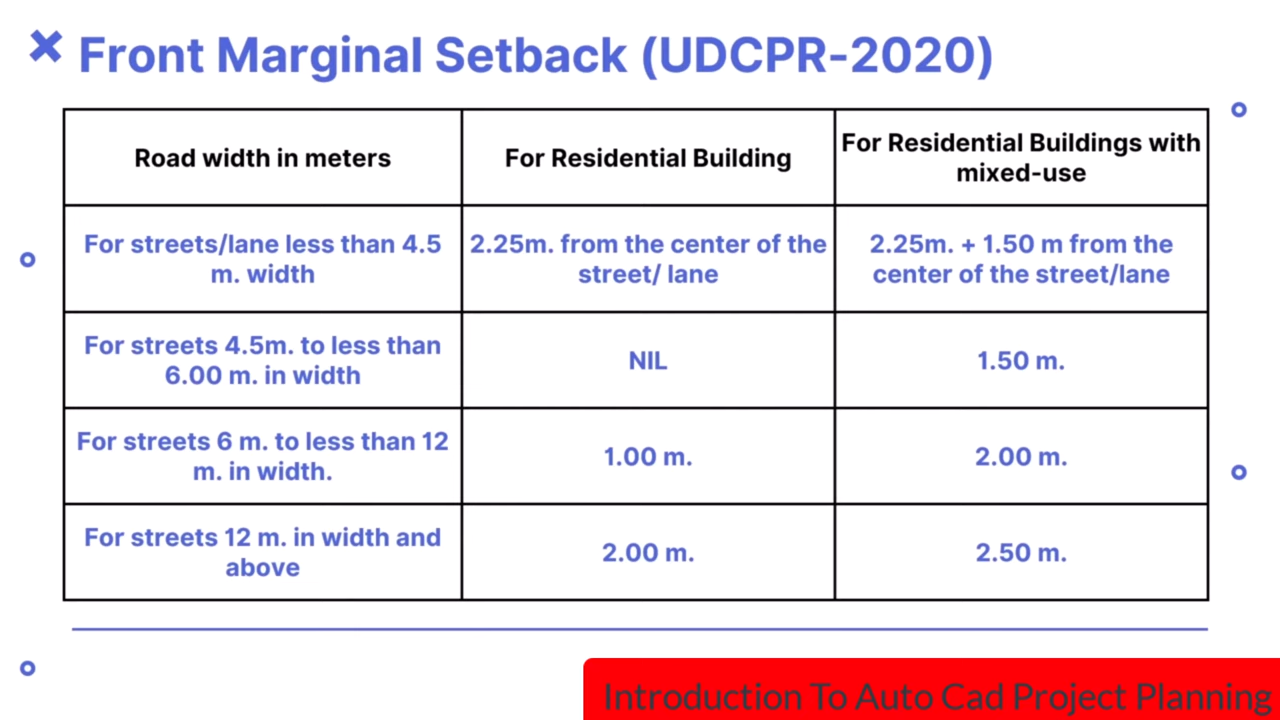 Front Marginal Setback (UDCPR-2020)
Road width in meters
For Residential Building
For Residential Buildings with
mixed-use
For streets/lane less than 4.5
m. width
2.25m. from the center of the
street/ lane
2.25m. + 1.50 m from the
center of the street/lane
For streets 4.5m. to less than
6.00 m. in width
NIL
1.50 m.
For streets 6 m. to less than 12
m. in width.
1.00 m.
2.00 m.
For streets 12 m. in width and
above
2.00 m.
2.50 m.
Introduction To Auto Cad Project Planning